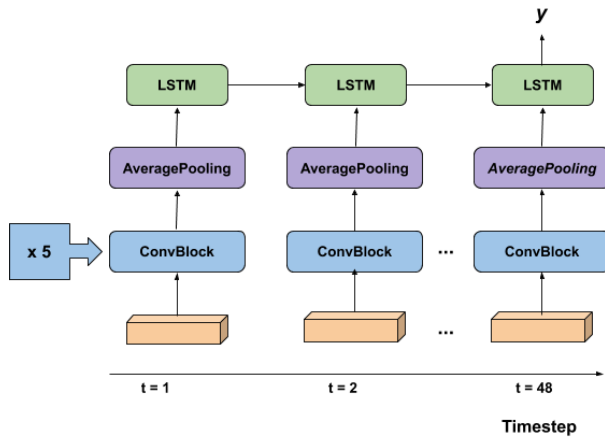 y
LSTM LSTM LSTM
AveragePooling AveragePooling AveragePooling
x 5 ConvBlock ConvBlock ... ConvBlock
...
t = 1 t = 2 t = 48
Timestep